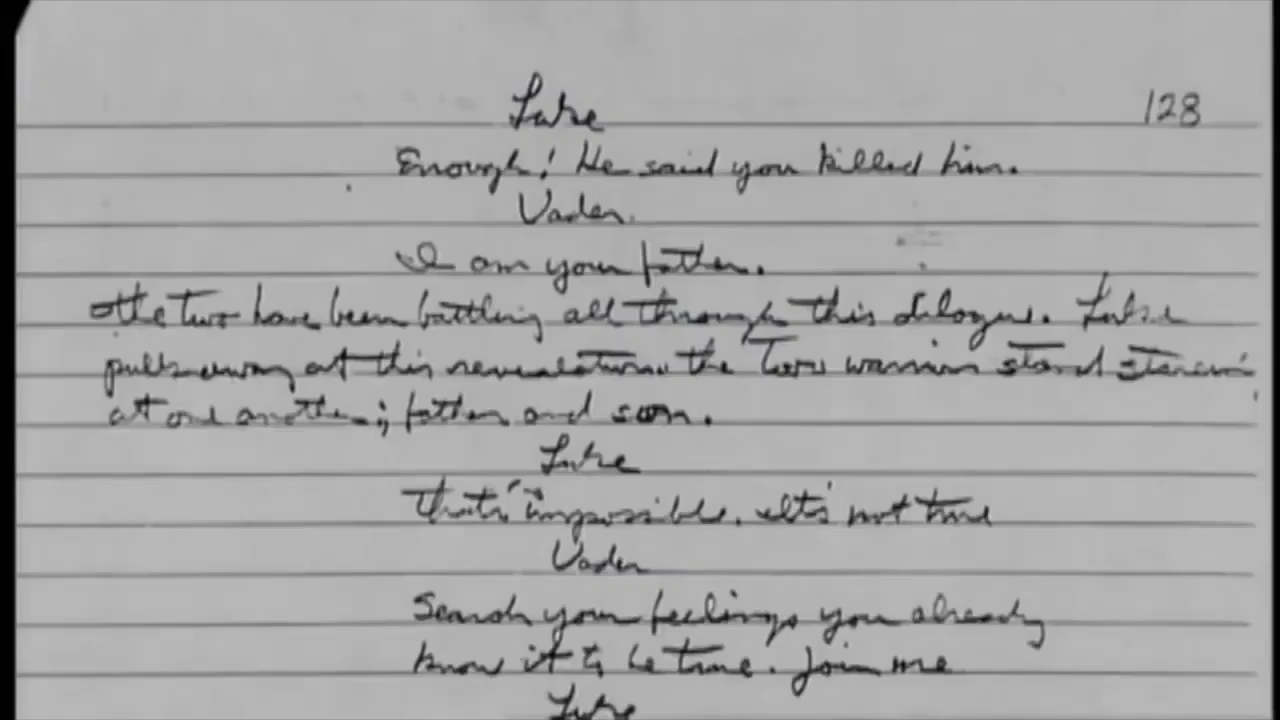 128
Luke
Enough! He said you killed him.
Vader.
I am your father.
The two have been battling all through this dialogue. Luke
pulls away at this revelation. The two warriors stand staring
at one another; father and son.
Luke
That's impossible. It's not true
Vader
Search your feelings you already
know it to be true. Join me
Luke